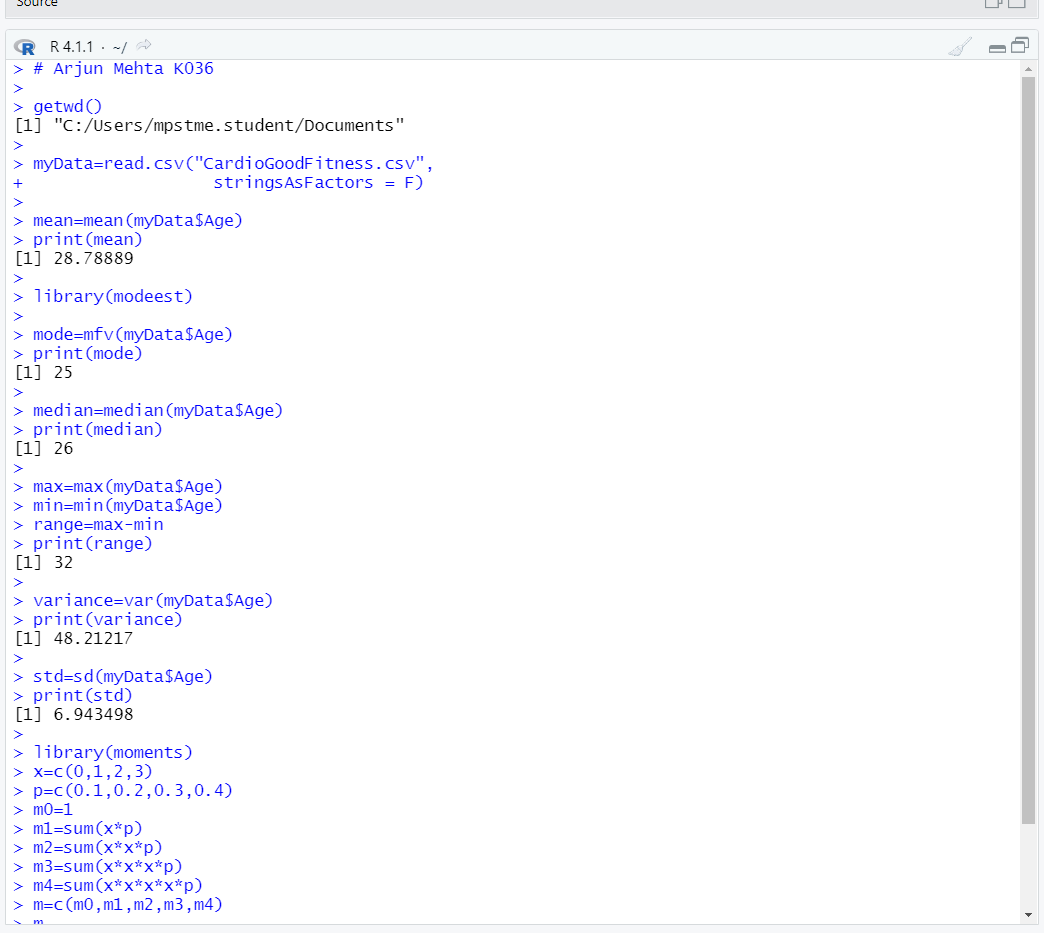 Source
R 4.1.1 · ~/
> # Arjun Mehta K036
>
> getwd()
[1] "C:/Users/mpstme.student/Documents"
>
> myData=read.csv("CardioGoodFitness.csv",
+                   stringsAsFactors = F)
>
> mean=mean(myData$Age)
> print(mean)
[1] 28.78889
>
> library(modeest)
>
> mode=mfv(myData$Age)
> print(mode)
[1] 25
>
> median=median(myData$Age)
> print(median)
[1] 26
>
> max=max(myData$Age)
> min=min(myData$Age)
> range=max-min
> print(range)
[1] 32
>
> variance=var(myData$Age)
> print(variance)
[1] 48.21217
>
> std=sd(myData$Age)
> print(std)
[1] 6.943498
>
> library(moments)
> x=c(0,1,2,3)
> p=c(0.1,0.2,0.3,0.4)
> m0=1
> m1=sum(x*p)
> m2=sum(x*x*p)
> m3=sum(x*x*x*p)
> m4=sum(x*x*x*x*p)
> m=c(m0,m1,m2,m3,m4)
> m